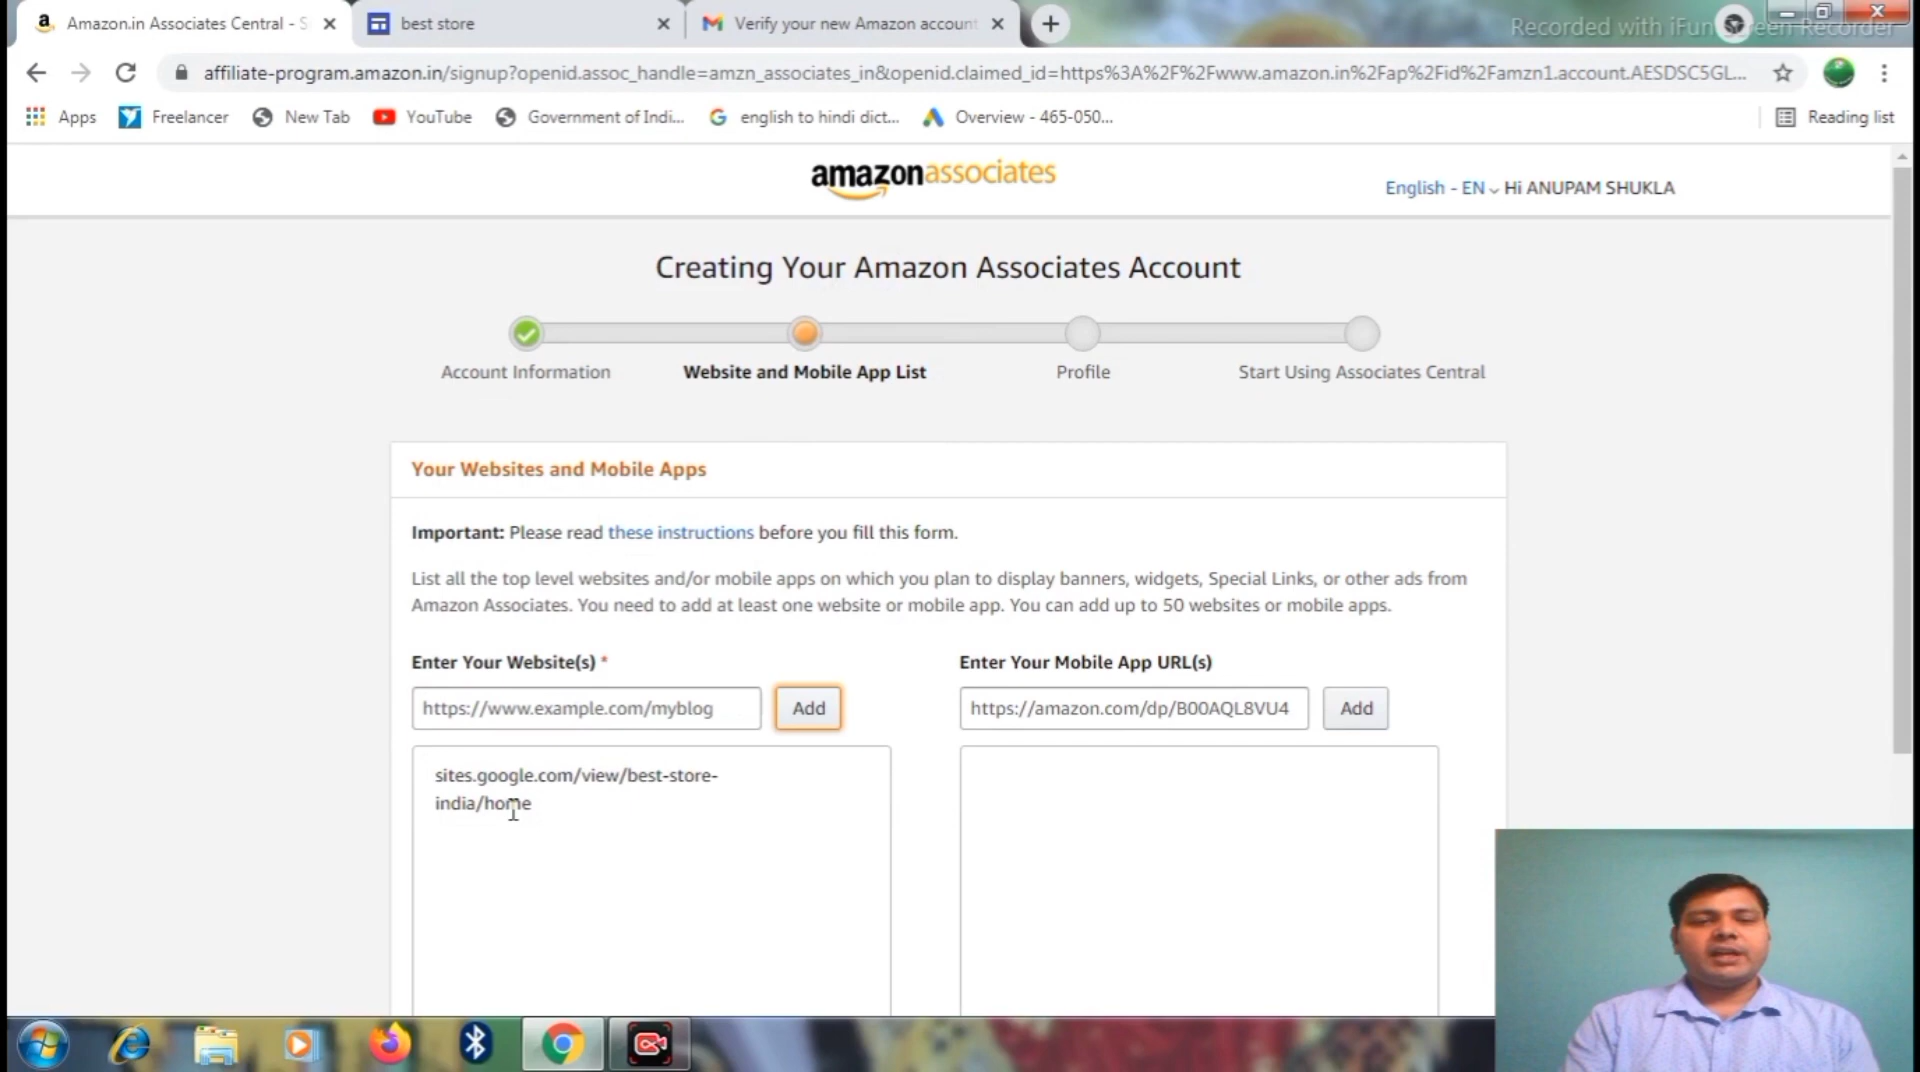 Amazon.in Associates Central - S
best store
Verify your new Amazon account
Recorded with iFun Screen Recorder
affiliate-program.amazon.in/signup?openid.assoc_handle=amzn_associates_in&openid.claimed_id=https%3A%2F%2Fwww.amazon.in%2Fap%2Fid%2Famzn1.account.AESDSC5GL...
Apps
Freelancer
New Tab
YouTube
Government of Indi...
english to hindi dict...
Overview - 465-050...
Reading list
amazonassociates
English - EN Hi ANUPAM SHUKLA
Creating Your Amazon Associates Account
Account Information
Website and Mobile App List
Profile
Start Using Associates Central
Your Websites and Mobile Apps
Important: Please read these instructions before you fill this form.
List all the top level websites and/or mobile apps on which you plan to display banners, widgets, Special Links, or other ads from
Amazon Associates. You need to add at least one website or mobile app. You can add up to 50 websites or mobile apps.
Enter Your Website(s) *
https://www.example.com/myblog
Add
sites.google.com/view/best-store-
india/home
Enter Your Mobile App URL(s)
https://amazon.com/dp/B00AQL8VU4
Add